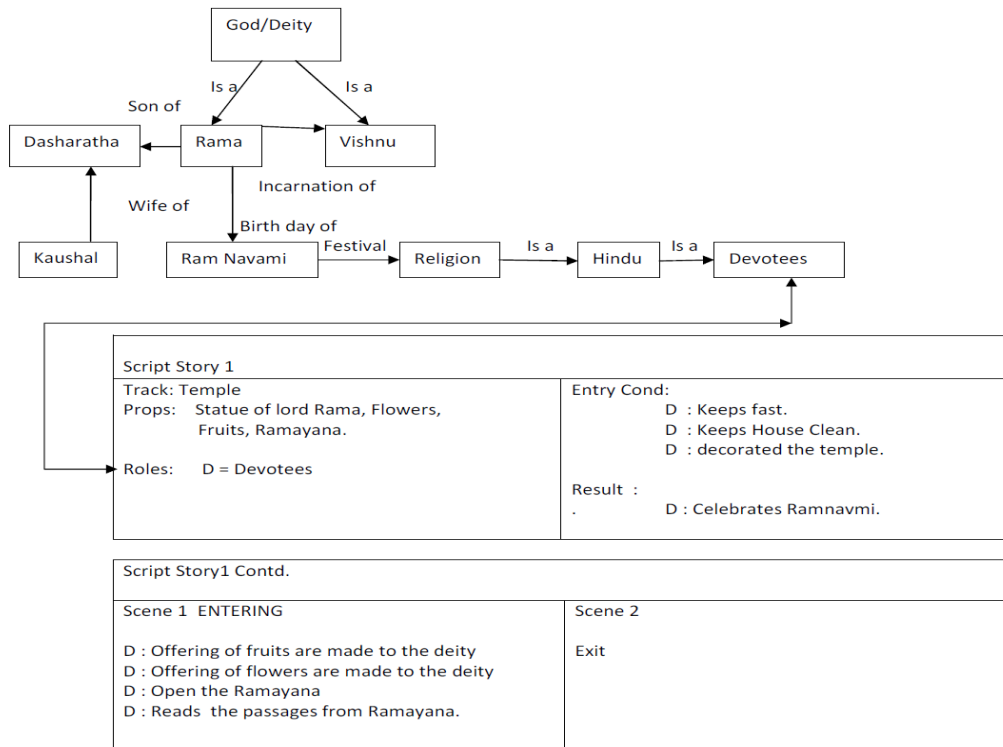 God/Deity
Is a
Is a
Son of
Dasharatha
Rama
Vishnu
Incarnation of
Wife of
Birth day of
Kaushal
Ram Navami
Festival
Religion
Is a
Hindu
Is a
Devotees
Script Story 1
Track: Temple
Props: Statue of lord Rama, Flowers,
Fruits, Ramayana.
Roles: D = Devotees
Entry Cond:
D : Keeps fast.
D : Keeps House Clean.
D : decorated the temple.
Result :
. D : Celebrates Ramnavmi.
Script Story1 Contd.
Scene 1 ENTERING
D : Offering of fruits are made to the deity
D : Offering of flowers are made to the deity
D : Open the Ramayana
D : Reads the passages from Ramayana.
Scene 2
Exit